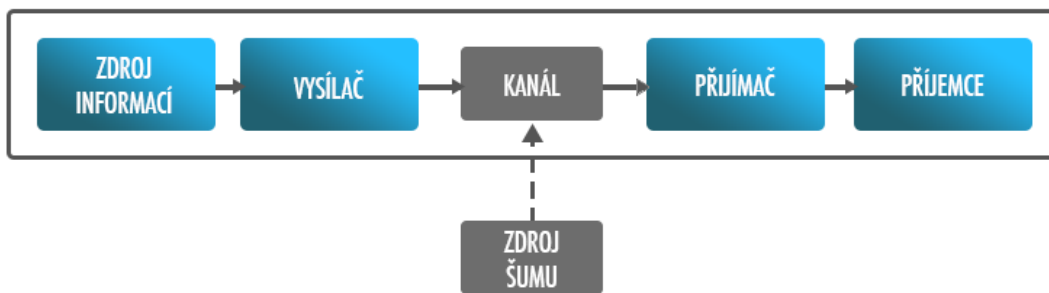 ZDROJ
INFORMACÍ
VYSÍLAČ
KANÁL
PŘIJÍMAČ
PŘÍJEMCE
ZDROJ
ŠUMU